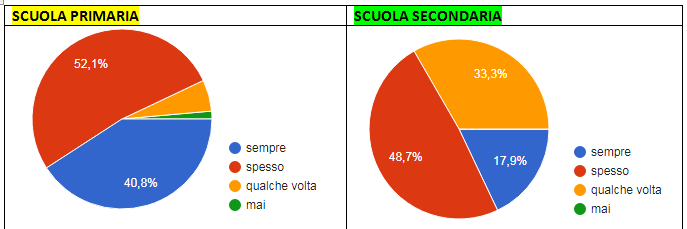 SCUOLA PRIMARIA
52,1%
40,8%
sempre
spesso
qualche volta
mai
SCUOLA SECONDARIA
33,3%
48,7%
17,9%
sempre
spesso
qualche volta
mai